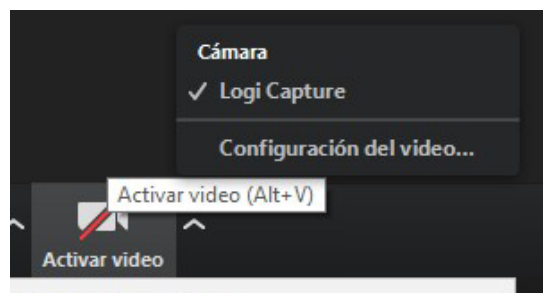 Cámara
✓ Logi Capture
Configuración del video...
Activar video (Alt+V)
Activar video